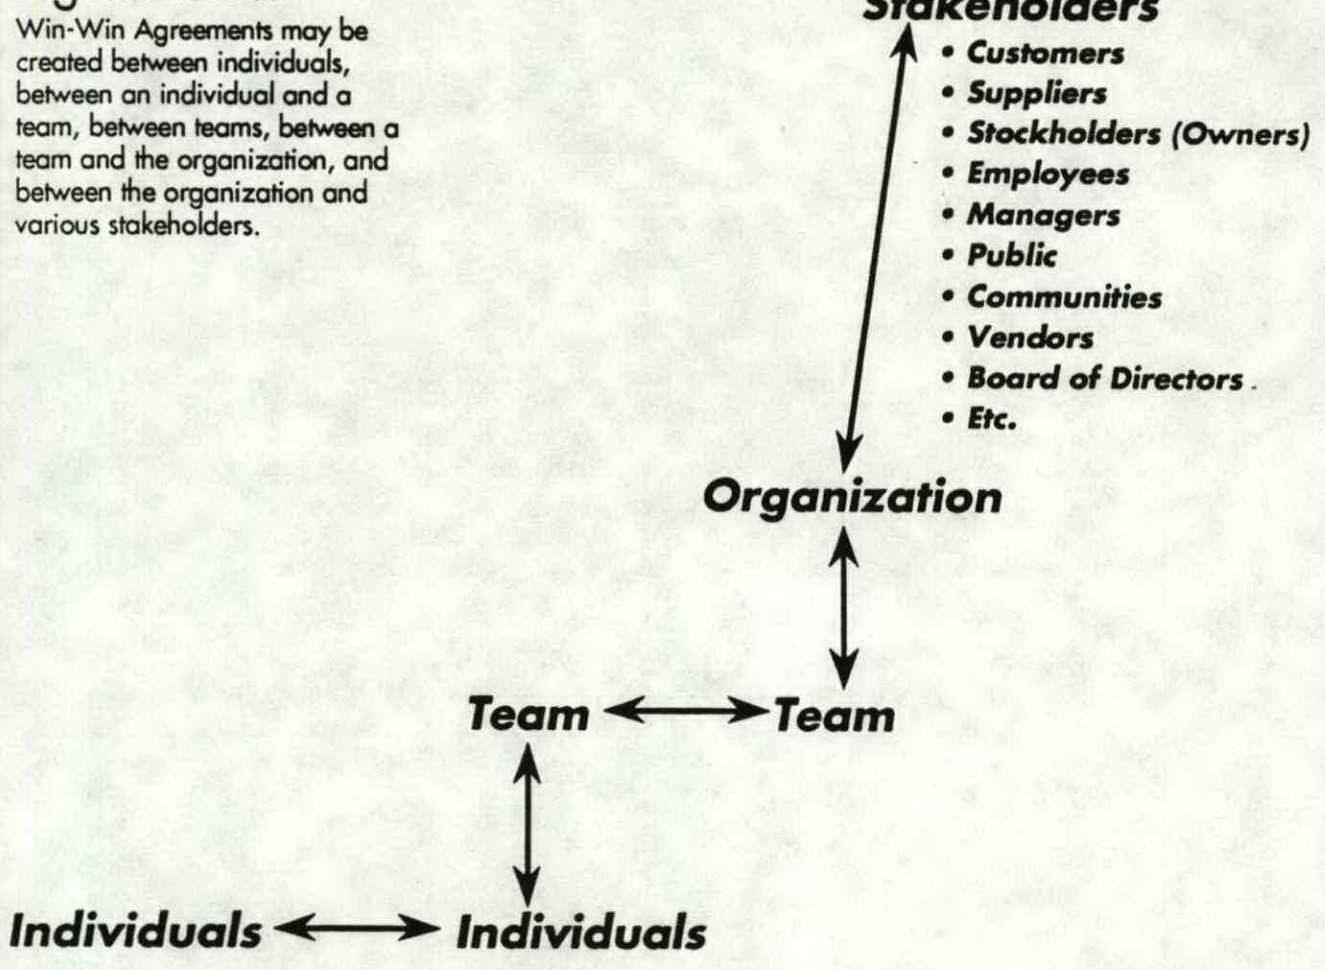 Win-Win Agreements may be
created between individuals,
between an individual and a
team, between teams, between a
team and the organization, and
between the organization and
various stakeholders.
Stakeholders
• Customers
• Suppliers
• Stockholders (Owners)
• Employees
• Managers
• Public
• Communities
• Vendors
• Board of Directors
• Etc.
Organization
Team
Team
Individuals
Individuals